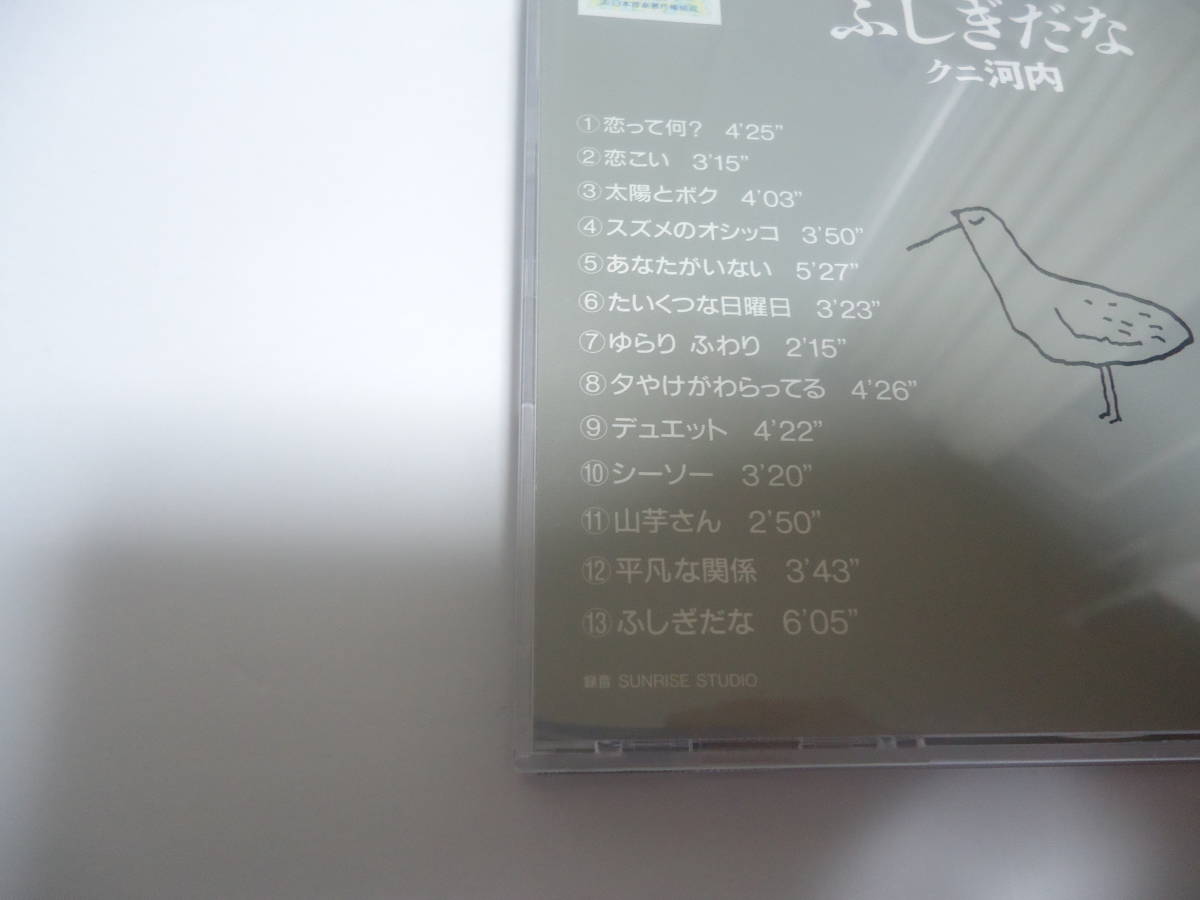 ふしぎだな
クニ河内
①恋って何? 4'25"
②恋こい 3'15"
③太陽とボク 4'03"
④スズメのオシッコ 3'50"
⑤あなたがいない 5'27"
⑥たいくつな日曜日 3'23"
⑦ゆらり ふわり 2'15"
⑧夕やけがわらってる 4'26"
⑨デュエット 4'22"
⑩シーソー 3'20"
⑪山芋さん 2'50"
⑫平凡な関係 3'43"
⑬ふしぎだな 6'05"
録音 SUNRISE STUDIO